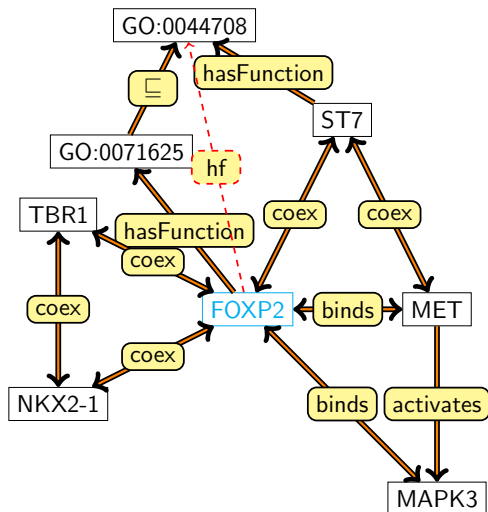 GO:0044708
hasFunction
⊑
ST7
GO:0071625
hf
TBR1
coex
coex
hasFunction
coex
FOXP2
binds
MET
coex
coex
NKX2-1
binds
activates
MAPK3